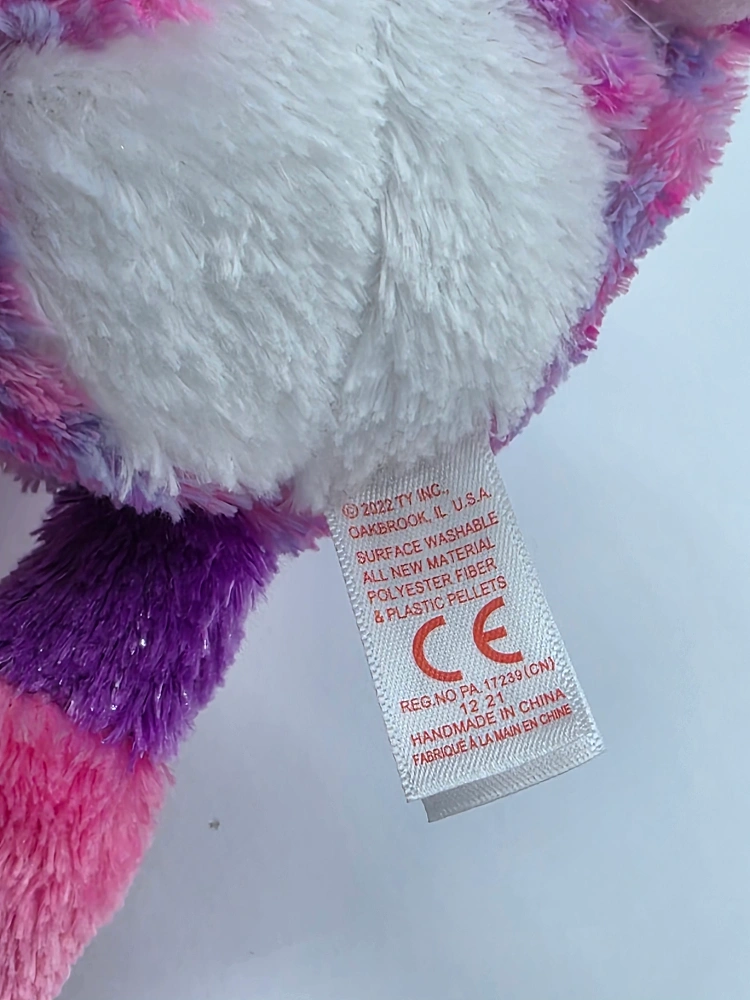 © 2022 TY INC.,
OAKBROOK, IL U.S.A.
SURFACE WASHABLE
ALL NEW MATERIAL
POLYESTER FIBER
& PLASTIC PELLETS
CE
REG.NO PA.17239(CN)
12 21
HANDMADE IN CHINA
FABRIQUÉ À LA MAIN EN CHINE